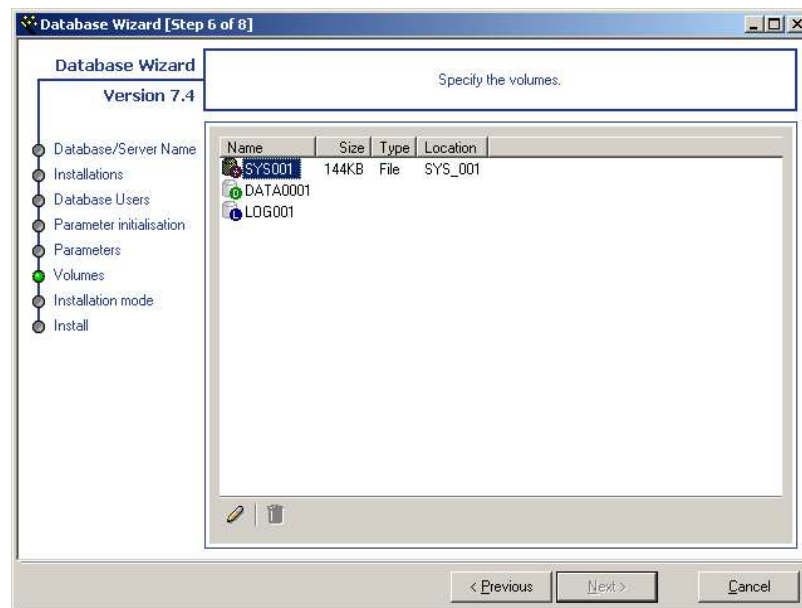 Database Wizard [Step 6 of 8]
Database Wizard
Version 7.4
Specify the volumes.
Database/Server Name
Installations
Database Users
Parameter initialisation
Parameters
Volumes
Installation mode
Install
Name Size Type Location
SYS001 144KB File SYS_001
DATA0001
LOG001
< Previous Next > Cancel